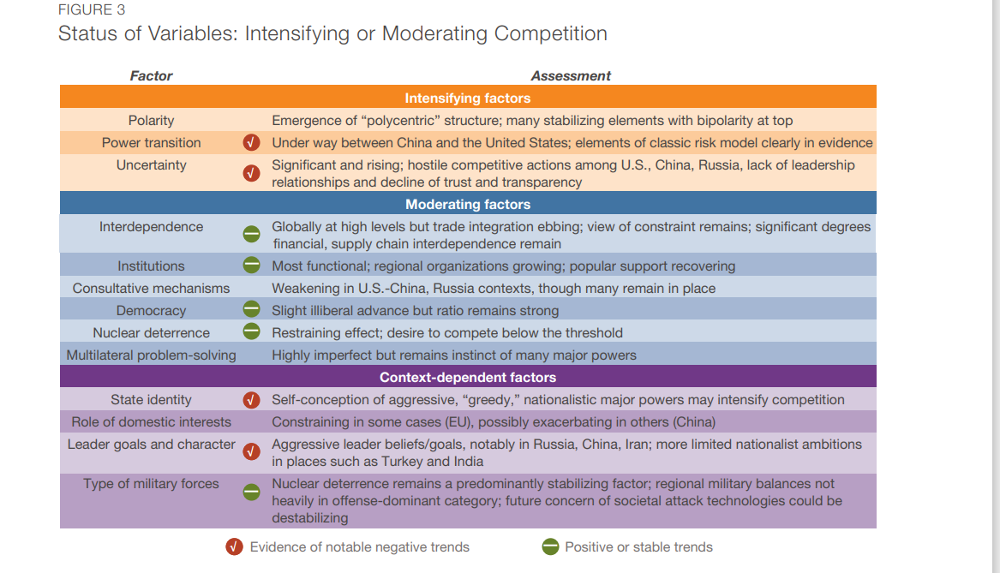 FIGURE 3
Status of Variables: Intensifying or Moderating Competition
Factor Assessment
Intensifying factors
Polarity Emergence of “polycentric” structure; many stabilizing elements with bipolarity at top
Power transition √ Under way between China and the United States; elements of classic risk model clearly in evidence
Uncertainty √ Significant and rising; hostile competitive actions among U.S., China, Russia, lack of leadership
relationships and decline of trust and transparency
Moderating factors
Interdependence Globally at high levels but trade integration ebbing; view of constraint remains; significant degrees
financial, supply chain interdependence remain
Institutions Most functional; regional organizations growing; popular support recovering
Consultative mechanisms Weakening in U.S.-China, Russia contexts, though many remain in place
Democracy Slight illiberal advance but ratio remains strong
Nuclear deterrence Restraining effect; desire to compete below the threshold
Multilateral problem-solving Highly imperfect but remains instinct of many major powers
Context-dependent factors
State identity √ Self-conception of aggressive, “greedy,” nationalistic major powers may intensify competition
Role of domestic interests Constraining in some cases (EU), possibly exacerbating in others (China)
Leader goals and character √ Aggressive leader beliefs/goals, notably in Russia, China, Iran; more limited nationalist ambitions
in places such as Turkey and India
Type of military forces Nuclear deterrence remains a predominantly stabilizing factor; regional military balances not
heavily in offense-dominant category; future concern of societal attack technologies could be
destabilizing
√ Evidence of notable negative trends Positive or stable trends